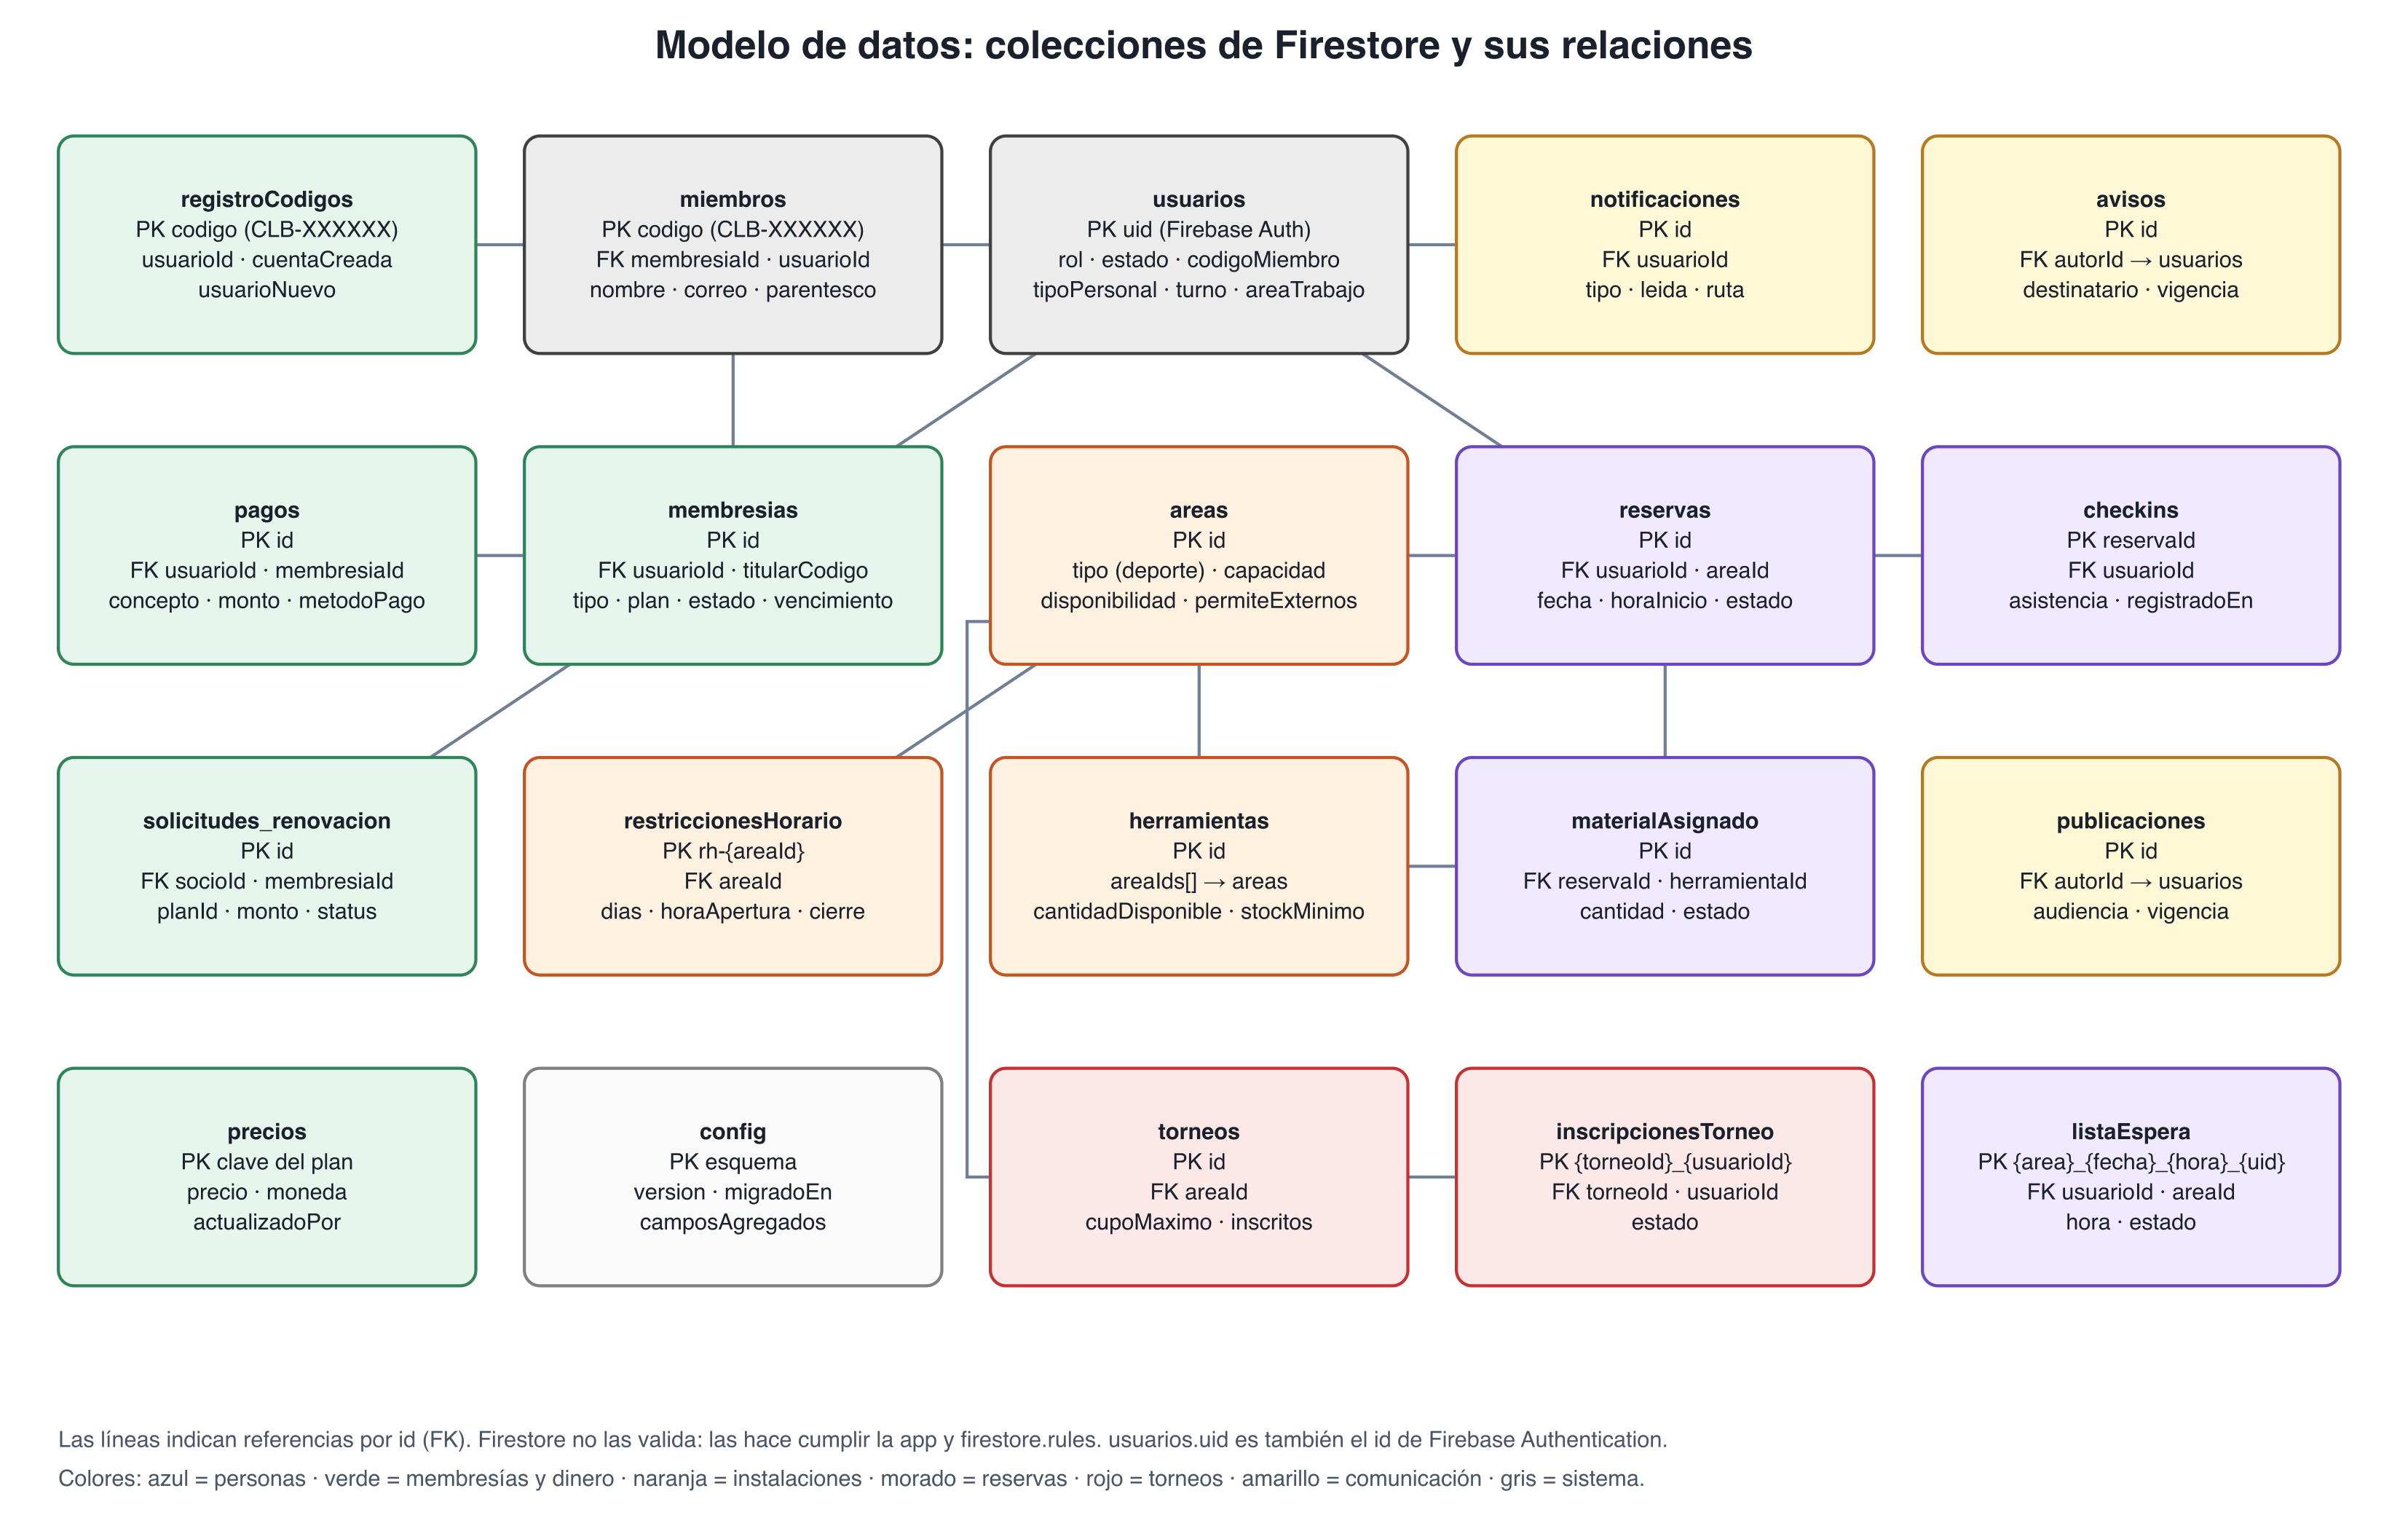 Modelo de datos: colecciones de Firestore y sus relaciones
registroCodigos
PK codigo (CLB-XXXXXX)
usuarioId · cuentaCreada
usuarioNuevo
miembros
PK codigo (CLB-XXXXXX)
FK membresiaId · usuarioId
nombre · correo · parentesco
usuarios
PK uid (Firebase Auth)
rol · estado · codigoMiembro
tipoPersonal · turno · areaTrabajo
notificaciones
PK id
FK usuarioId
tipo · leida · ruta
avisos
PK id
FK autorId → usuarios
destinatario · vigencia
pagos
PK id
FK usuarioId · membresiaId
concepto · monto · metodoPago
membresias
PK id
FK usuarioId · titularCodigo
tipo · plan · estado · vencimiento
areas
PK id
tipo (deporte) · capacidad
disponibilidad · permiteExternos
reservas
PK id
FK usuarioId · areaId
fecha · horaInicio · estado
checkins
PK reservaId
FK usuarioId
asistencia · registradoEn
solicitudes_renovacion
PK id
FK socioId · membresiaId
planId · monto · status
restriccionesHorario
PK rh-{areaId}
FK areaId
dias · horaApertura · cierre
herramientas
PK id
areaIds[] → areas
cantidadDisponible · stockMinimo
materialAsignado
PK id
FK reservaId · herramientaId
cantidad · estado
publicaciones
PK id
FK autorId → usuarios
audiencia · vigencia
precios
PK clave del plan
precio · moneda
actualizadoPor
config
PK esquema
version · migradoEn
camposAgregados
torneos
PK id
FK areaId
cupoMaximo · inscritos
inscripcionesTorneo
PK {torneoId}_{usuarioId}
FK torneoId · usuarioId
estado
listaEspera
PK {area}_{fecha}_{hora}_{uid}
FK usuarioId · areaId
hora · estado
Las líneas indican referencias por id (FK). Firestore no las valida: las hace cumplir la app y firestore.rules. usuarios.uid es también el id de Firebase Authentication.
Colores: azul = personas · verde = membresías y dinero · naranja = instalaciones · morado = reservas · rojo = torneos · amarillo = comunicación · gris = sistema.